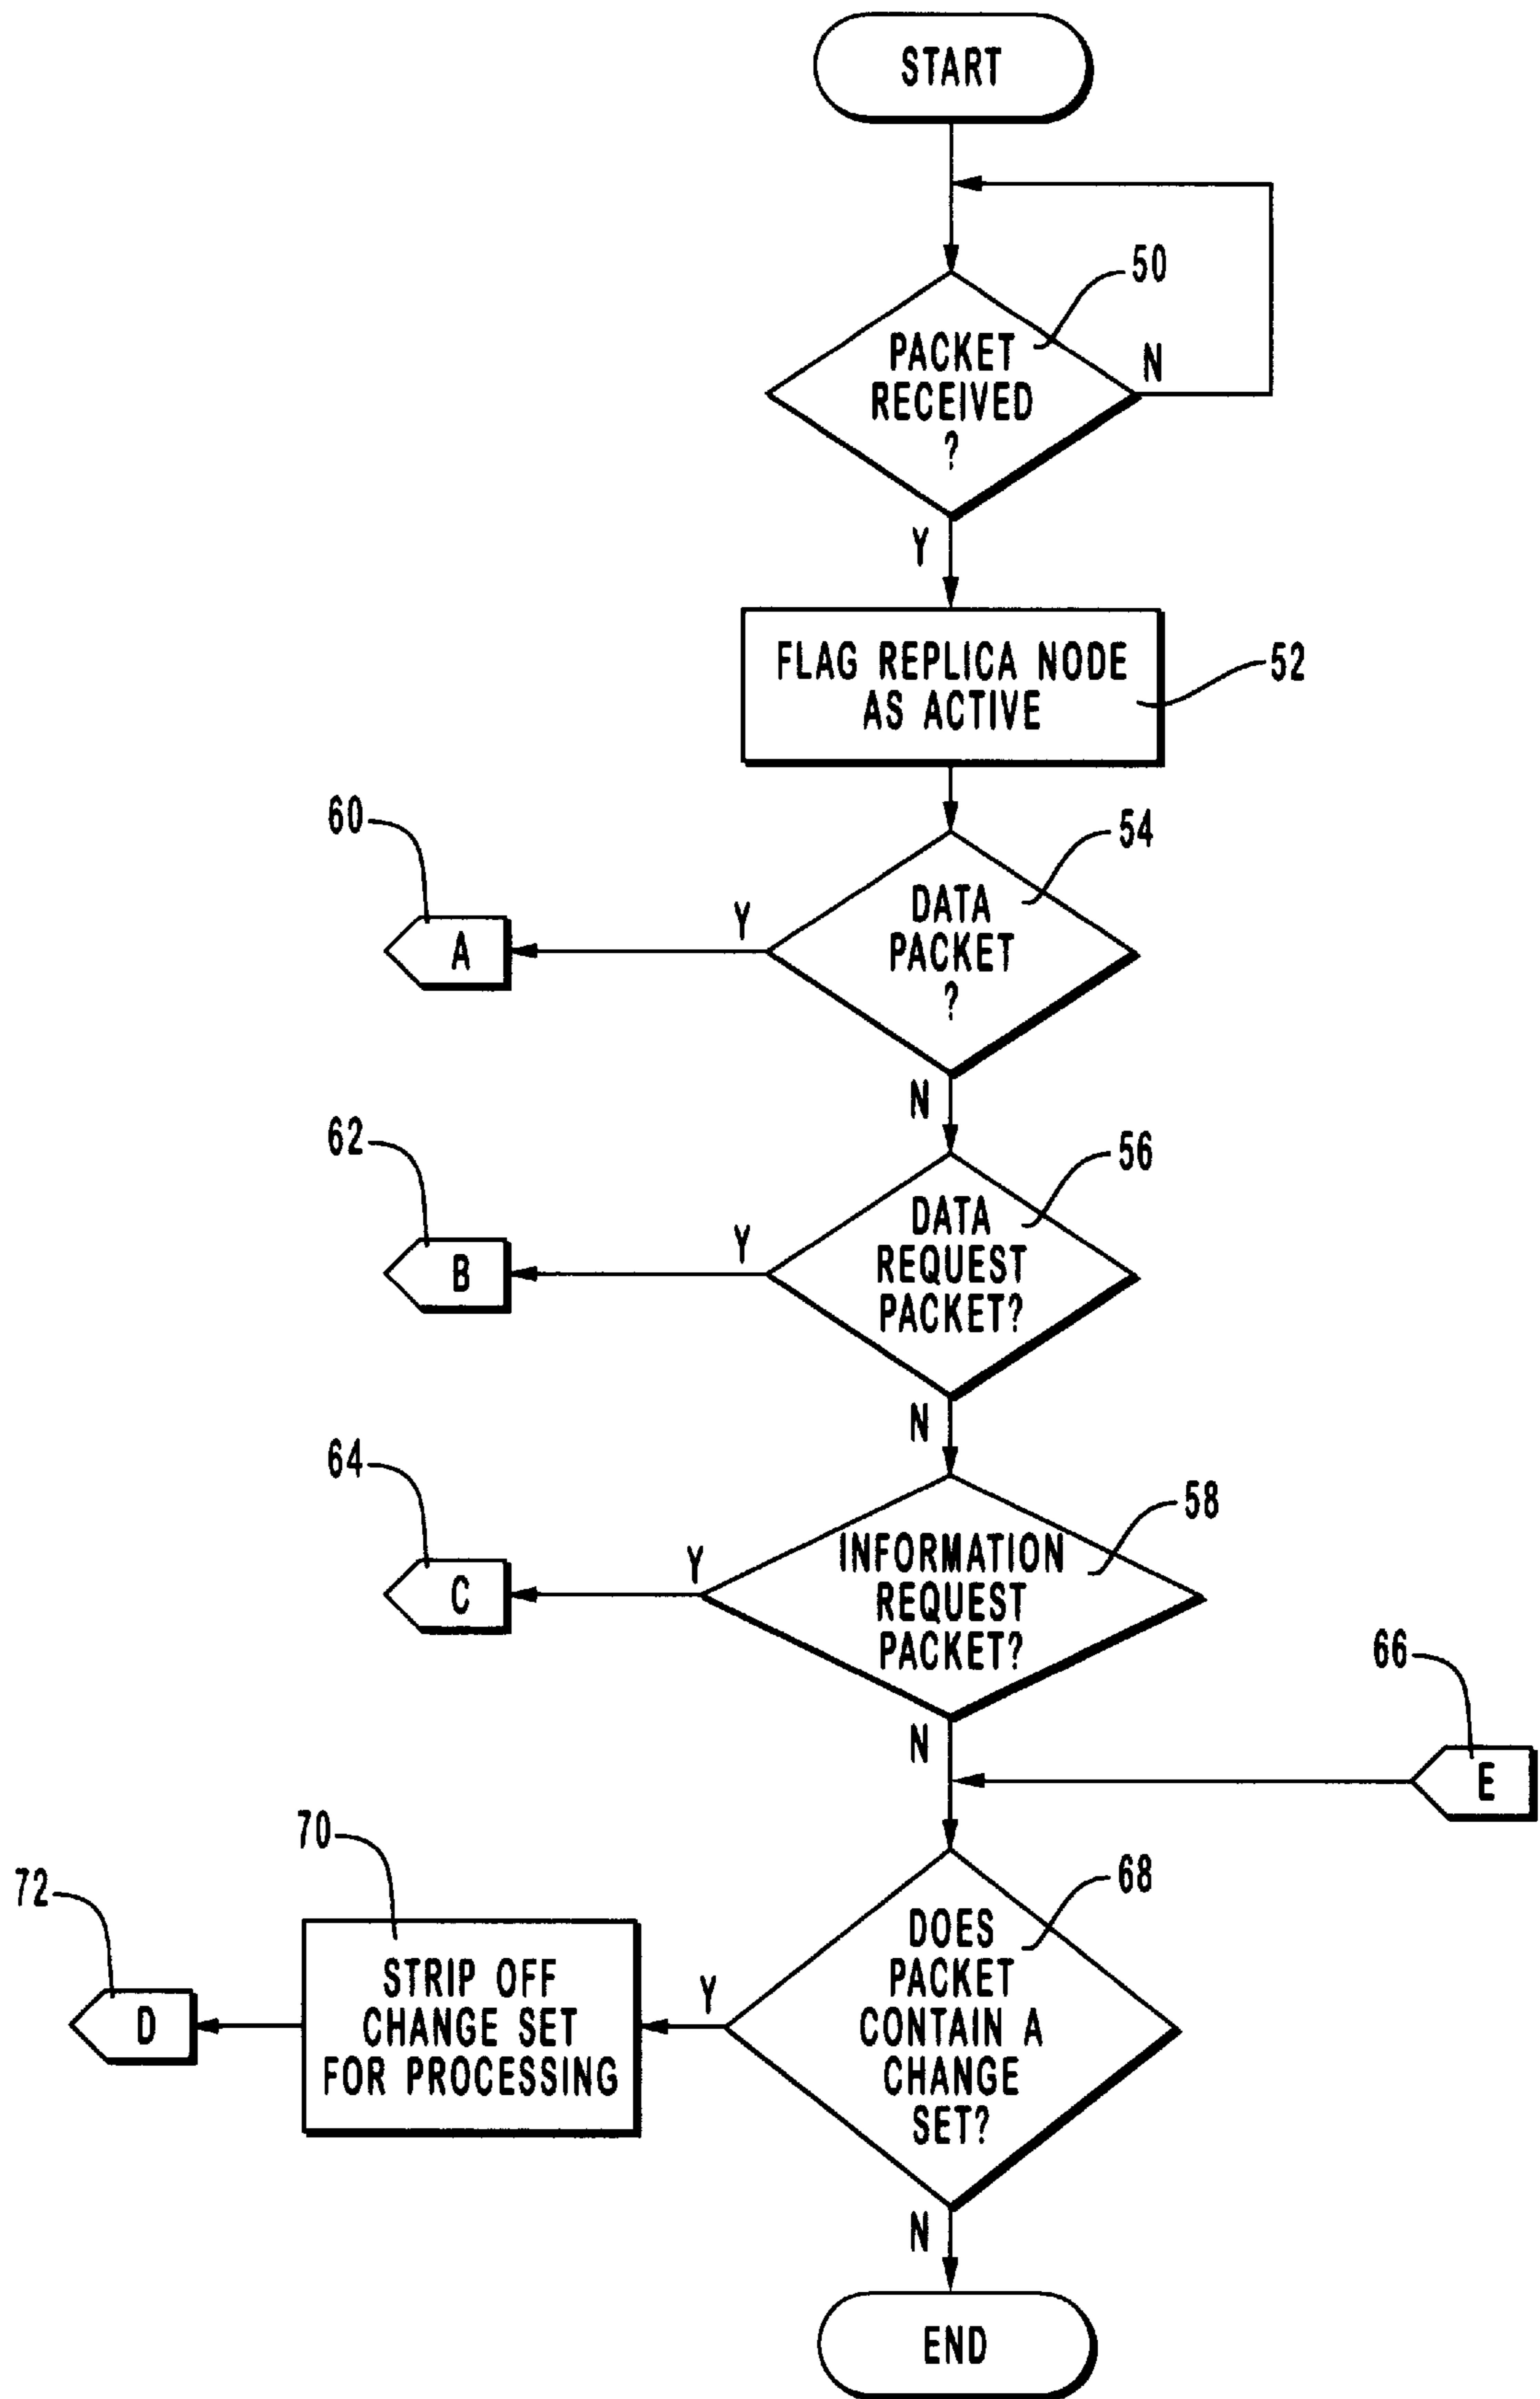 START
50
PACKET
RECEIVED
?
N
Y
FLAG REPLICA NODE
AS ACTIVE
52
60
54
A
Y
DATA
PACKET
?
N
62
56
B
Y
DATA
REQUEST
PACKET?
N
64
58
C
Y
INFORMATION
REQUEST
PACKET?
N
66
E
70
72
68
D
STRIP OFF
CHANGE SET
FOR PROCESSING
Y
DOES
PACKET
CONTAIN A
CHANGE
SET?
N
END